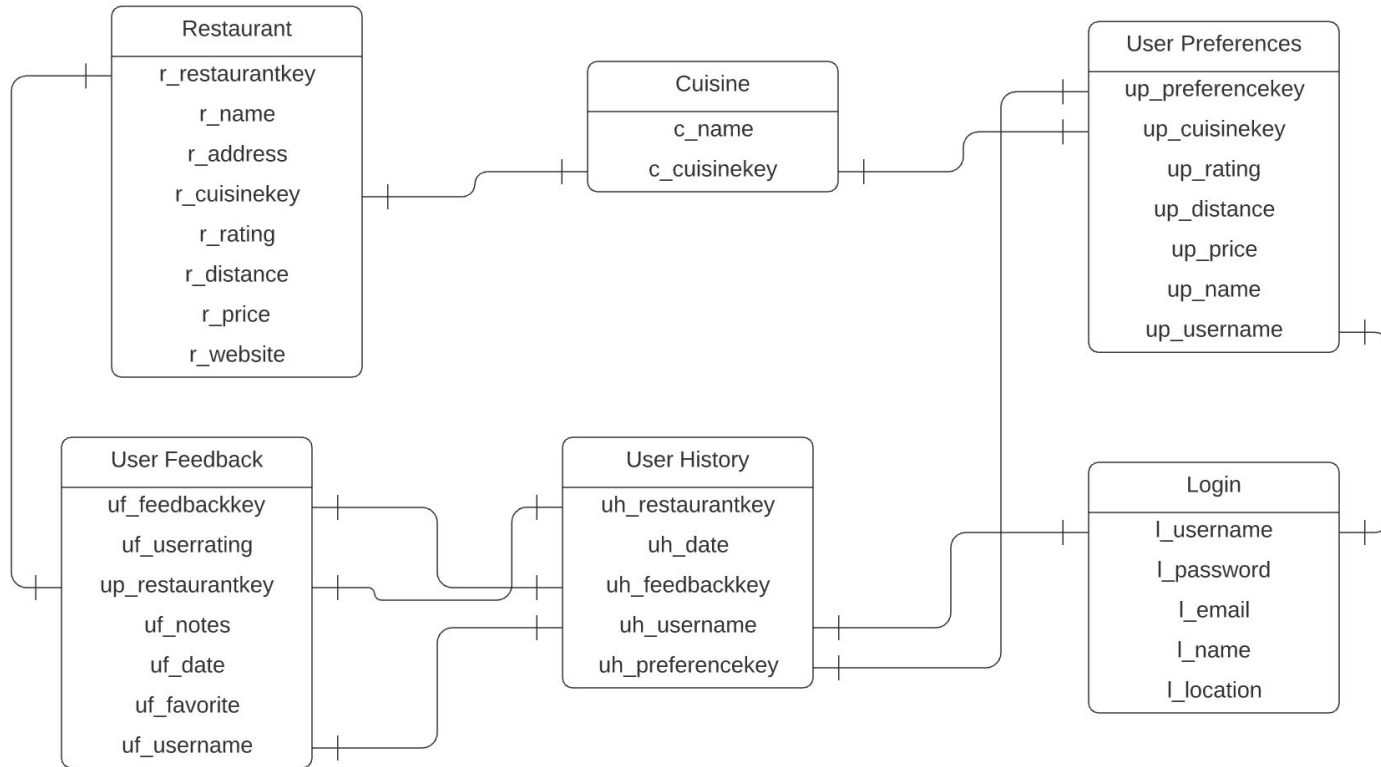 Restaurant
r_restaurantkey
r_name
r_address
r_cuisinekey
r_rating
r_distance
r_price
r_website
Cuisine
c_name
c_cuisinekey
User Preferences
up_preferencekey
up_cuisinekey
up_rating
up_distance
up_price
up_name
up_username
User Feedback
uf_feedbackkey
uf_userrating
up_restaurantkey
uf_notes
uf_date
uf_favorite
uf_username
User History
uh_restaurantkey
uh_date
uh_feedbackkey
uh_username
uh_preferencekey
Login
l_username
l_password
l_email
l_name
l_location